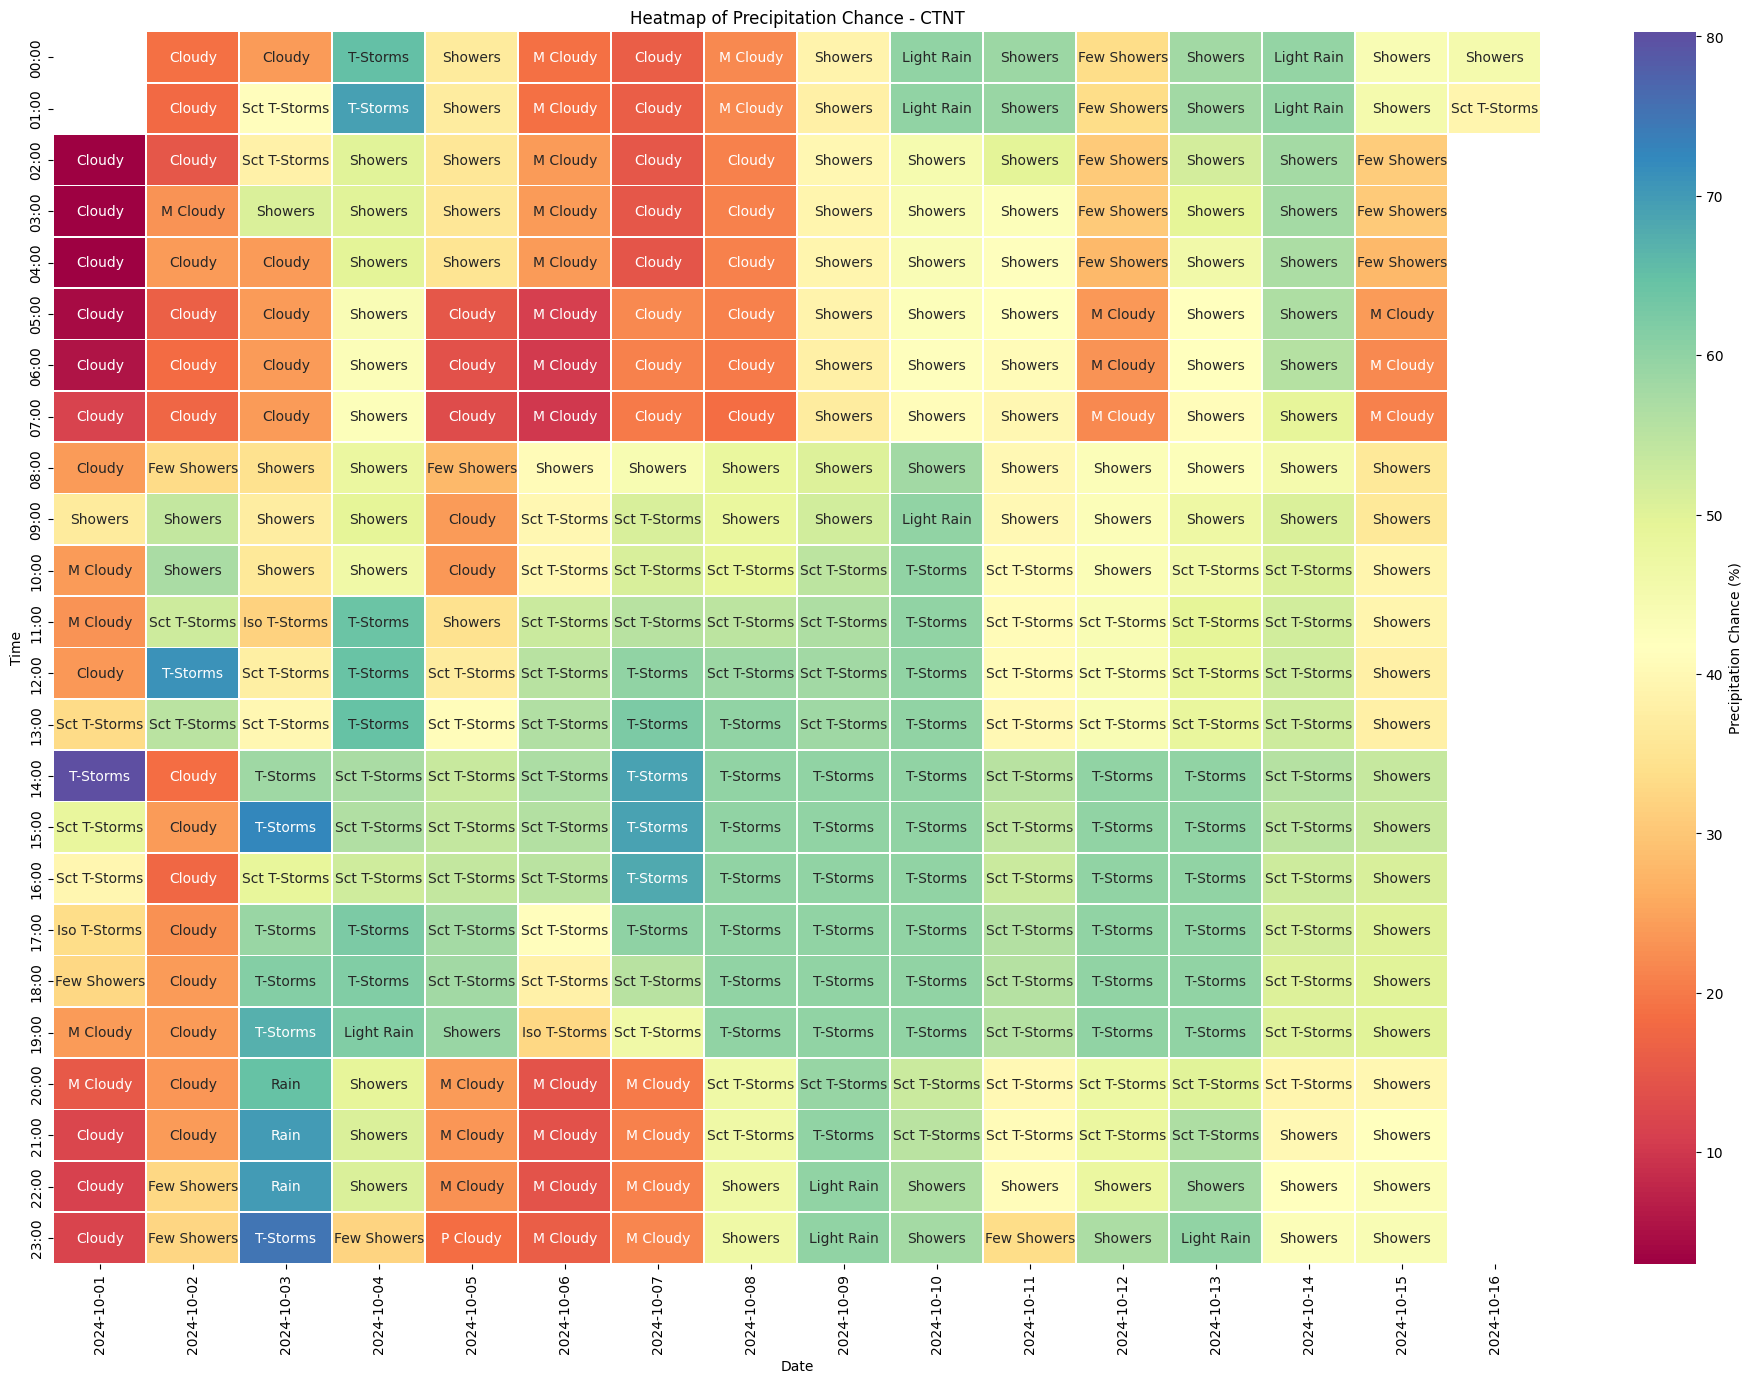 Heatmap of Precipitation Chance - CTNT
00:00 Cloudy Cloudy T-Storms Showers M Cloudy Cloudy M Cloudy Showers Light Rain Showers Few Showers Showers Light Rain Showers Showers
01:00 Cloudy Sct T-Storms T-Storms Showers M Cloudy Cloudy M Cloudy Showers Light Rain Showers Few Showers Showers Light Rain Showers Sct T-Storms
02:00 Cloudy Cloudy Sct T-Storms Showers Showers M Cloudy Cloudy Cloudy Showers Showers Showers Few Showers Showers Showers Few Showers
03:00 Cloudy M Cloudy Showers Showers Showers M Cloudy Cloudy Cloudy Showers Showers Showers Few Showers Showers Showers Few Showers
04:00 Cloudy Cloudy Cloudy Showers Showers M Cloudy Cloudy Cloudy Showers Showers Showers Few Showers Showers Showers Few Showers
05:00 Cloudy Cloudy Cloudy Showers Cloudy M Cloudy Cloudy Cloudy Showers Showers Showers M Cloudy Showers Showers M Cloudy
06:00 Cloudy Cloudy Cloudy Showers Cloudy M Cloudy Cloudy Cloudy Showers Showers Showers M Cloudy Showers Showers M Cloudy
07:00 Cloudy Cloudy Cloudy Showers Cloudy M Cloudy Cloudy Cloudy Showers Showers Showers M Cloudy Showers Showers M Cloudy
08:00 Cloudy Few Showers Showers Showers Few Showers Showers Showers Showers Showers Showers Showers Showers Showers Showers Showers
09:00 Showers Showers Showers Showers Cloudy Sct T-Storms Sct T-Storms Showers Showers Light Rain Showers Showers Showers Showers Showers
10:00 M Cloudy Showers Showers Showers Cloudy Sct T-Storms Sct T-Storms Sct T-Storms Sct T-Storms T-Storms Sct T-Storms Showers Sct T-Storms Sct T-Storms Showers
11:00 M Cloudy Sct T-Storms Iso T-Storms T-Storms Showers Sct T-Storms Sct T-Storms Sct T-Storms Sct T-Storms T-Storms Sct T-Storms Sct T-Storms Sct T-Storms Sct T-Storms Showers
12:00 Cloudy T-Storms Sct T-Storms T-Storms Sct T-Storms Sct T-Storms T-Storms Sct T-Storms Sct T-Storms T-Storms Sct T-Storms Sct T-Storms Sct T-Storms Sct T-Storms Showers
13:00 Sct T-Storms Sct T-Storms Sct T-Storms T-Storms Sct T-Storms Sct T-Storms T-Storms T-Storms Sct T-Storms T-Storms Sct T-Storms Sct T-Storms Sct T-Storms Sct T-Storms Showers
14:00 T-Storms Cloudy T-Storms Sct T-Storms Sct T-Storms Sct T-Storms T-Storms T-Storms T-Storms T-Storms Sct T-Storms T-Storms T-Storms Sct T-Storms Showers
15:00 Sct T-Storms Cloudy T-Storms Sct T-Storms Sct T-Storms Sct T-Storms T-Storms T-Storms T-Storms T-Storms Sct T-Storms T-Storms T-Storms Sct T-Storms Showers
16:00 Sct T-Storms Cloudy Sct T-Storms Sct T-Storms Sct T-Storms Sct T-Storms T-Storms T-Storms T-Storms T-Storms Sct T-Storms T-Storms T-Storms Sct T-Storms Showers
17:00 Iso T-Storms Cloudy T-Storms T-Storms Sct T-Storms Sct T-Storms T-Storms T-Storms T-Storms T-Storms Sct T-Storms T-Storms T-Storms Sct T-Storms Showers
18:00 Few Showers Cloudy T-Storms T-Storms Sct T-Storms Sct T-Storms Sct T-Storms T-Storms T-Storms T-Storms Sct T-Storms T-Storms T-Storms Sct T-Storms Showers
19:00 M Cloudy Cloudy T-Storms Light Rain Showers Iso T-Storms Sct T-Storms T-Storms T-Storms T-Storms Sct T-Storms T-Storms T-Storms Sct T-Storms Showers
20:00 M Cloudy Cloudy Rain Showers M Cloudy M Cloudy M Cloudy Sct T-Storms Sct T-Storms Sct T-Storms Sct T-Storms Sct T-Storms Sct T-Storms Sct T-Storms Showers
21:00 Cloudy Cloudy Rain Showers M Cloudy M Cloudy M Cloudy Sct T-Storms T-Storms Sct T-Storms Sct T-Storms Sct T-Storms Sct T-Storms Showers Showers
22:00 Cloudy Few Showers Rain Showers M Cloudy M Cloudy M Cloudy Showers Light Rain Showers Showers Showers Showers Showers Showers
23:00 Cloudy Few Showers T-Storms Few Showers P Cloudy M Cloudy M Cloudy Showers Light Rain Showers Few Showers Showers Light Rain Showers Showers
2024-10-01 2024-10-02 2024-10-03 2024-10-04 2024-10-05 2024-10-06 2024-10-07 2024-10-08 2024-10-09 2024-10-10 2024-10-11 2024-10-12 2024-10-13 2024-10-14 2024-10-15 2024-10-16
Date
Time
80
70
60
50
40
30
20
10
Precipitation Chance (%)